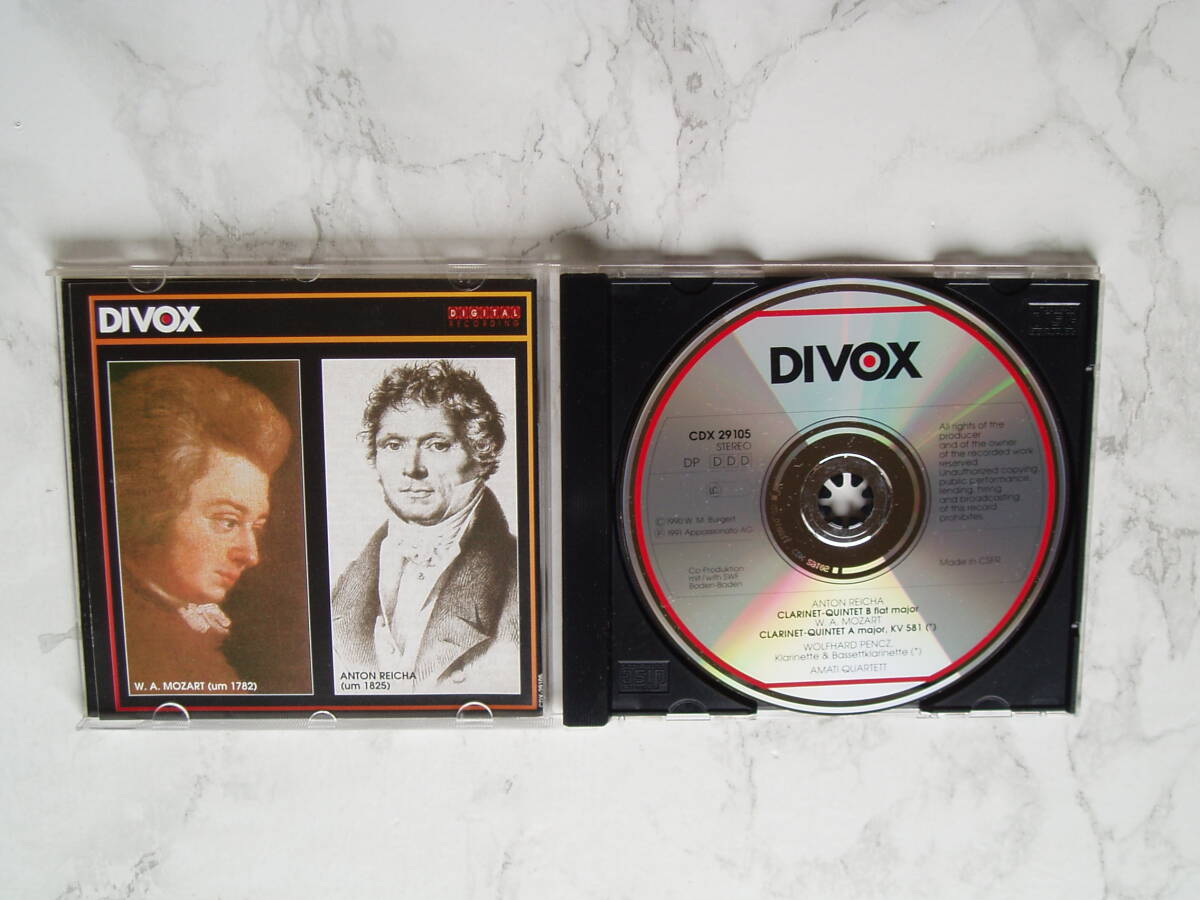 DIVOX
DIGITAL
RECORDING
W. A. MOZART (um 1782)
ANTON REICHA
(um 1825)
DIVOX
CDX 29105
STEREO
DP DDD
© 1990 W. M. Burgert
℗ 1991 Appassionato AG
Co-Produktion
mit/with SWF
Baden-Baden
All rights of the
producer
and of the owner
of the recorded work
reserved.
Unauthorized copying,
public performance,
lending, hiring
and broadcasting
of this record
prohibites.
Made in CSFR
ANTON REICHA
CLARINET-QUINTET B flat major
W. A. MOZART
CLARINET-QUINTET A major, KV 581 (*)
WOLFHARD PENCZ,
Klarinette & Bassettklarinette (*)
AMATI QUARTETT